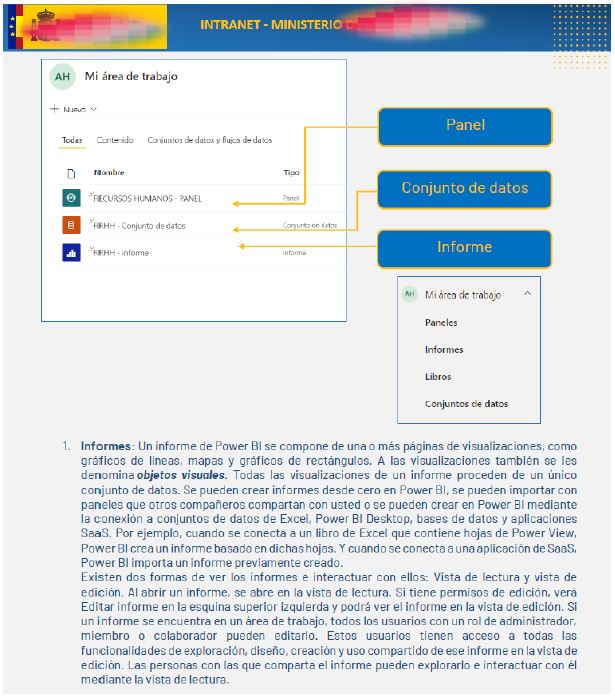 INTRANET - MINISTERIO
AH Mi área de trabajo
+ Nuevo
Todas Contenido Conjuntos de datos y flujos de datos
Nombre Tipo
RECURSOS HUMANOS - PANEL Panel
RRHH - Conjunto de datos Conjunto de datos
RRHH - informe Informe
Panel
Conjunto de datos
Informe
AH Mi área de trabajo
Paneles
Informes
Libros
Conjuntos de datos
1. Informes: Un informe de Power BI se compone de una o más páginas de visualizaciones, como
gráficos de líneas, mapas y gráficos de rectángulos. A las visualizaciones también se les
denomina objetos visuales. Todas las visualizaciones de un informe proceden de un único
conjunto de datos. Se pueden crear informes desde cero en Power BI, se pueden importar con
paneles que otros compañeros compartan con usted o se pueden crear en Power BI mediante
la conexión a conjuntos de datos de Excel, Power BI Desktop, bases de datos y aplicaciones
SaaS. Por ejemplo, cuando se conecta a un libro de Excel que contiene hojas de Power View,
Power BI crea un informe basado en dichas hojas. Y cuando se conecta a una aplicación de SaaS,
Power BI importa un informe previamente creado.
Existen dos formas de ver los informes e interactuar con ellos: Vista de lectura y vista de
edición. Al abrir un informe, se abre en la vista de lectura. Si tiene permisos de edición, verá
Editar informe en la esquina superior izquierda y podrá ver el informe en la vista de edición. Si
un informe se encuentra en un área de trabajo, todos los usuarios con un rol de administrador,
miembro o colaborador pueden editarlo. Estos usuarios tienen acceso a todas las
funcionalidades de exploración, diseño, creación y uso compartido de ese informe en la vista de
edición. Las personas con las que comparta el informe pueden explorarlo e interactuar con él
mediante la vista de lectura.